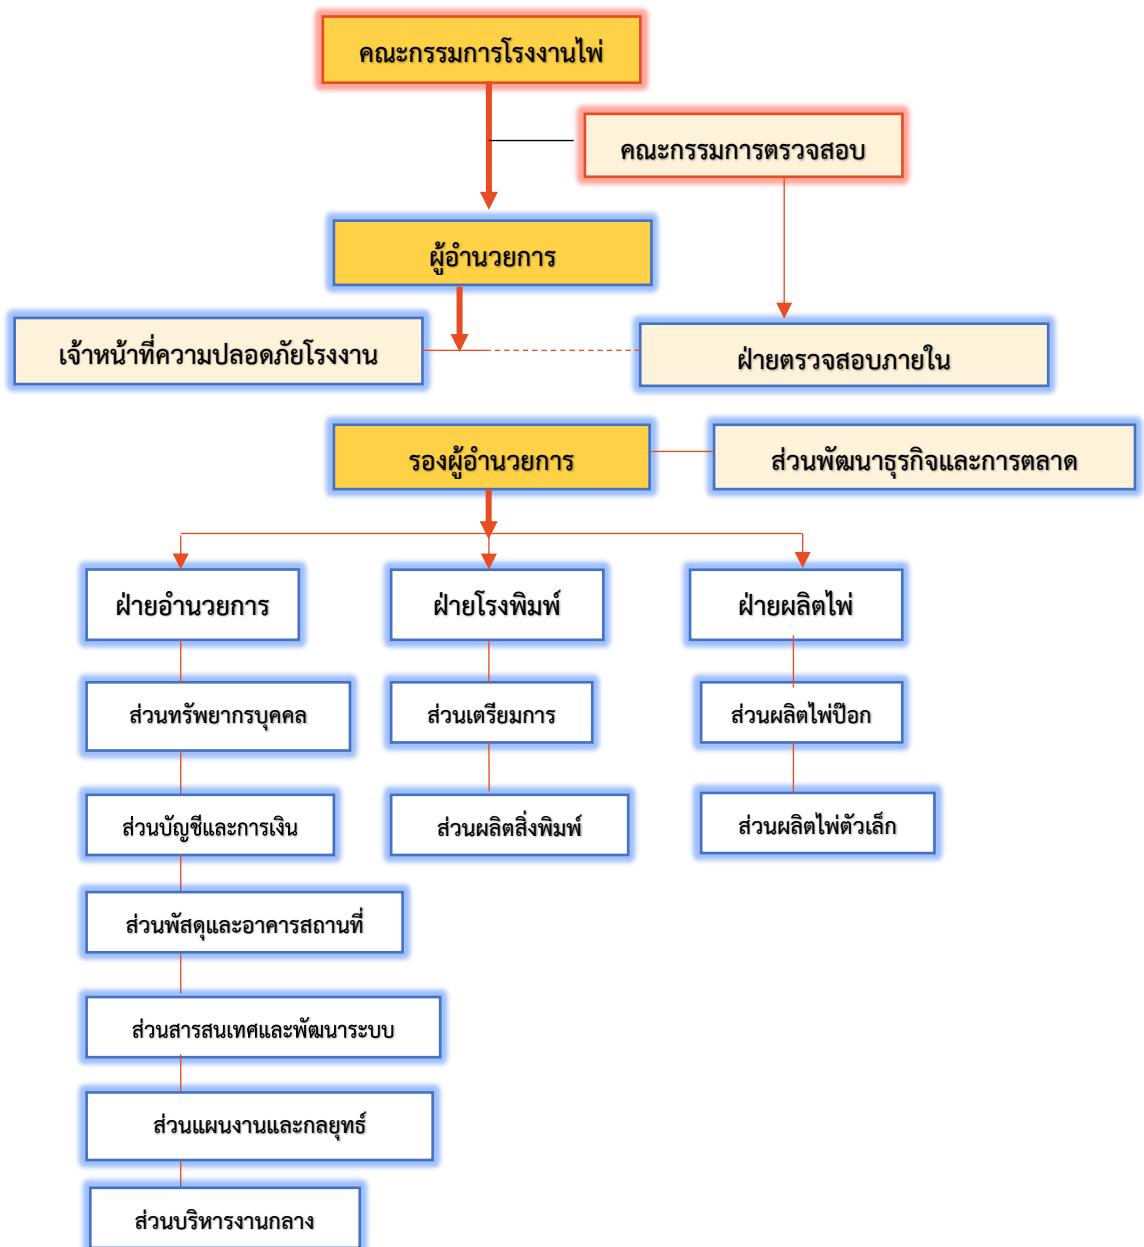 คณะกรรมการโรงงานไพ่
คณะกรรมการตรวจสอบ
ผู้อำนวยการ
เจ้าหน้าที่ความปลอดภัยโรงงาน
ฝ่ายตรวจสอบภายใน
รองผู้อำนวยการ
ส่วนพัฒนาธุรกิจและการตลาด
ฝ่ายอำนวยการ
ฝ่ายโรงพิมพ์
ฝ่ายผลิตไพ่
ส่วนทรัพยากรบุคคล
ส่วนเตรียมการ
ส่วนผลิตไพ่ป๊อก
ส่วนบัญชีและการเงิน
ส่วนผลิตสิ่งพิมพ์
ส่วนผลิตไพ่ตัวเล็ก
ส่วนพัสดุและอาคารสถานที่
ส่วนสารสนเทศและพัฒนาระบบ
ส่วนแผนงานและกลยุทธ์
ส่วนบริหารงานกลาง